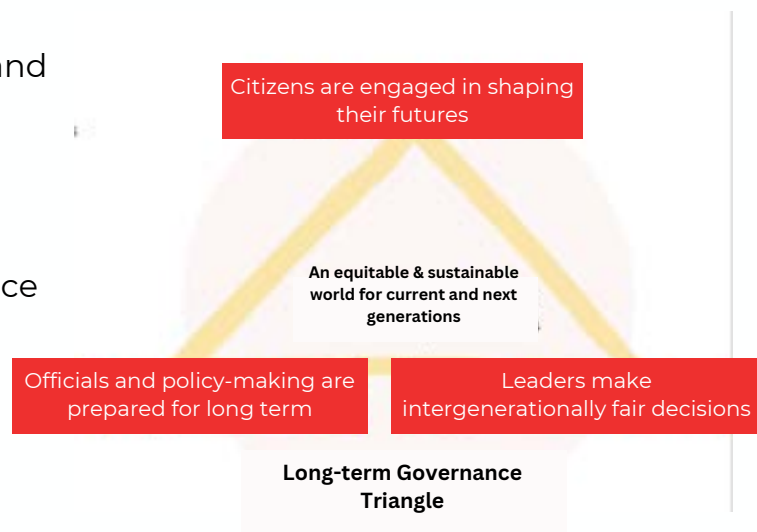 and
Citizens are engaged in shaping
their futures
ce
An equitable & sustainable
world for current and next
generations
Officials and policy-making are
prepared for long term
Leaders make
intergenerationally fair decisions
Long-term Governance
Triangle